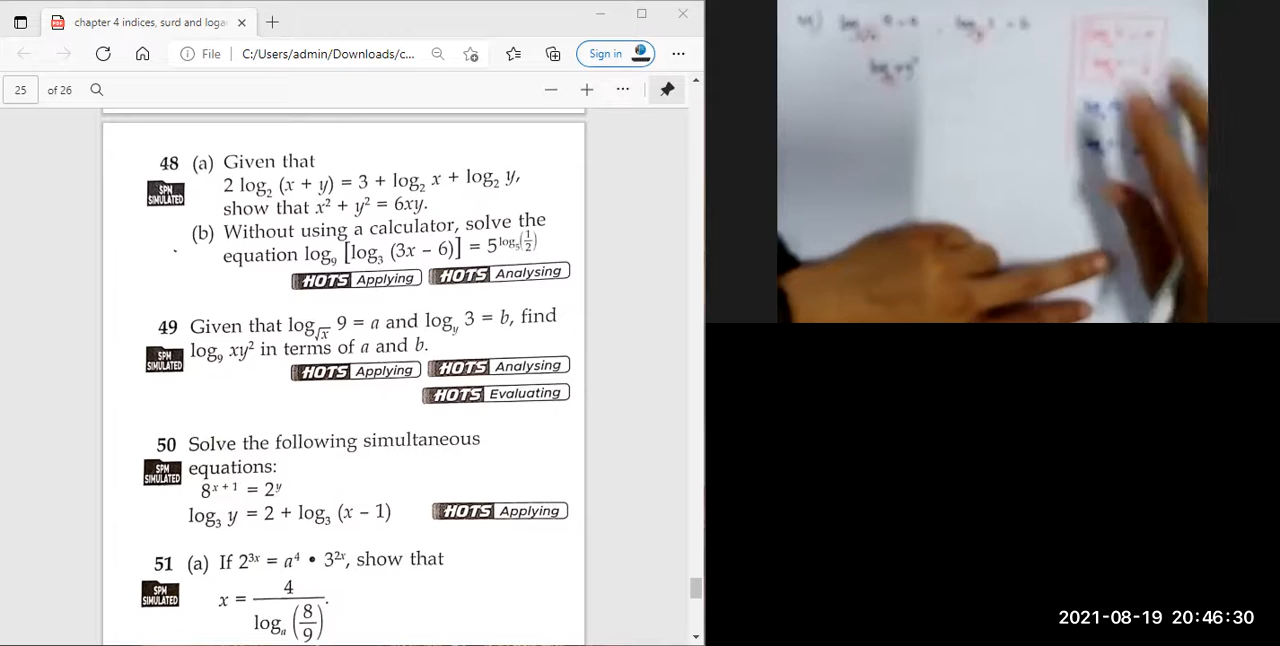 chapter 4 indices, surd and loga
File C:/Users/admin/Downloads/c... Sign in
25 of 26
48 (a) Given that
SPM SIMULATED
2 log₂ (x + y) = 3 + log₂ x + log₂ y,
show that x² + y² = 6xy.
(b) Without using a calculator, solve the
equation log₉ [log₃ (3x − 6)] = 5^log₅(1/2)
HOTS Applying HOTS Analysing
49 Given that log_√x 9 = a and log_y 3 = b, find
SPM SIMULATED
log₉ xy² in terms of a and b.
HOTS Applying HOTS Analysing
HOTS Evaluating
50 Solve the following simultaneous
SPM SIMULATED
equations:
8^(x + 1) = 2^y
log₃ y = 2 + log₃ (x − 1) HOTS Applying
51 (a) If 2^(3x) = a⁴ • 3^(2x), show that
SPM SIMULATED
x = 4 / log_a (8/9).
2021-08-19 20:46:30